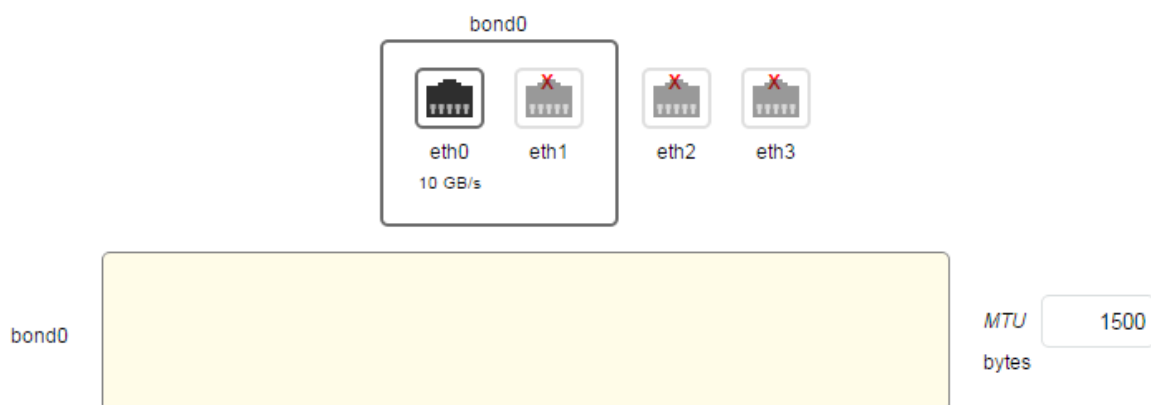 bond0
eth0 eth1 eth2 eth3
10 GB/s
bond0
MTU 1500
bytes